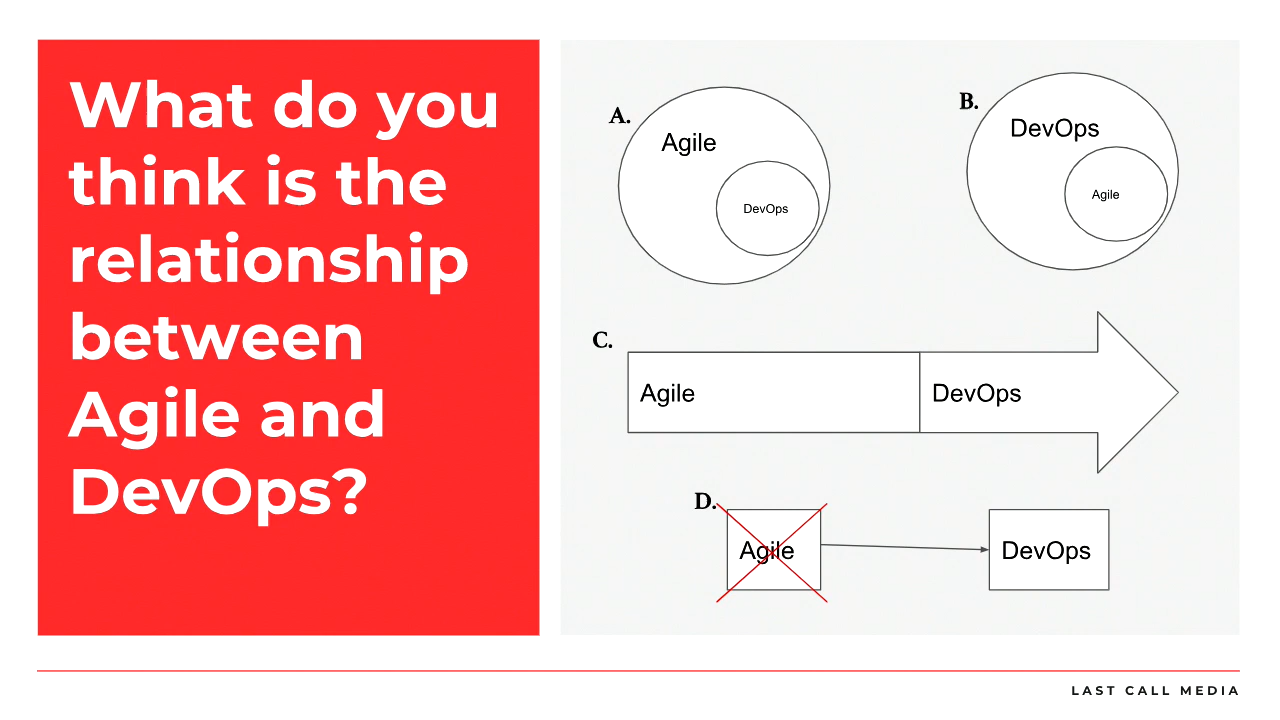 What do you
think is the
relationship
between
Agile and
DevOps?
A.
Agile
DevOps
B.
DevOps
Agile
C.
Agile
DevOps
D.
Agile
DevOps
LAST CALL MEDIA